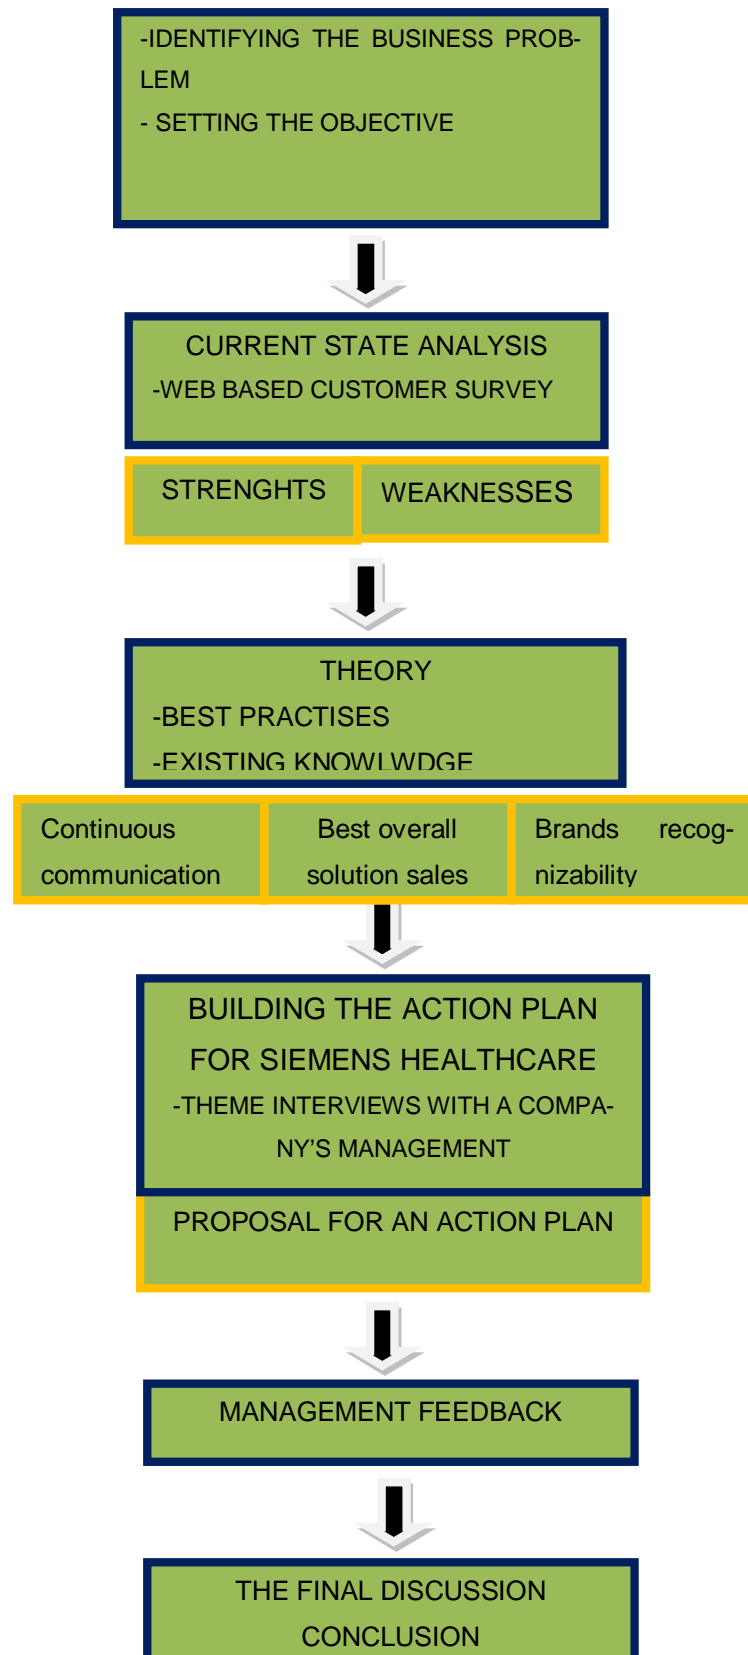 -IDENTIFYING THE BUSINESS PROB-
LEM
- SETTING THE OBJECTIVE
CURRENT STATE ANALYSIS
-WEB BASED CUSTOMER SURVEY
STRENGHTS
WEAKNESSES
THEORY
-BEST PRACTISES
-EXISTING KNOWLWDGE
Continuous
communication
Best overall
solution sales
Brands recog-
nizability
BUILDING THE ACTION PLAN
FOR SIEMENS HEALTHCARE
-THEME INTERVIEWS WITH A COMPA-
NY’S MANAGEMENT
PROPOSAL FOR AN ACTION PLAN
MANAGEMENT FEEDBACK
THE FINAL DISCUSSION
CONCLUSION